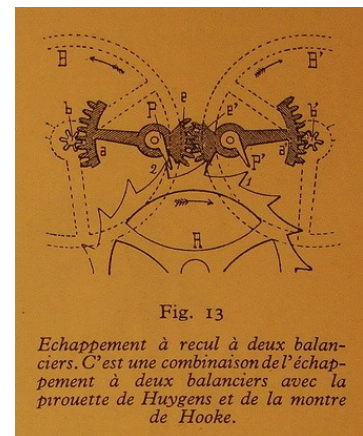 B B'
b P e e' b'
a P' a'
2 1
A
Fig. 13
Echappement à recul à deux balan-
ciers. C'est une combinaison de l'échap-
pement à deux balanciers avec la
pirouette de Huygens et de la montre
de Hooke.